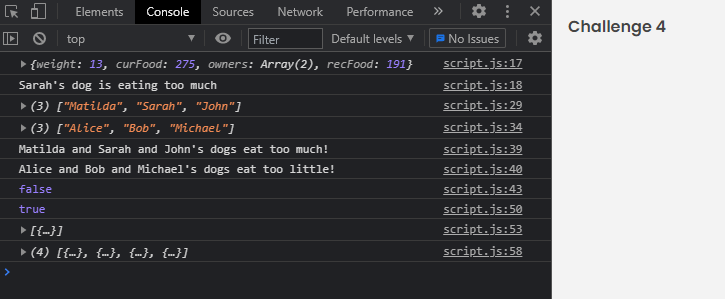 Elements Console Sources Network Performance »
top Filter Default levels No Issues
{weight: 13, curFood: 275, owners: Array(2), recFood: 191} script.js:17
Sarah's dog is eating too much script.js:18
(3) ["Matilda", "Sarah", "John"] script.js:29
(3) ["Alice", "Bob", "Michael"] script.js:34
Matilda and Sarah and John's dogs eat too much! script.js:39
Alice and Bob and Michael's dogs eat too little! script.js:40
false script.js:43
true script.js:50
[{…}] script.js:53
(4) [{…}, {…}, {…}, {…}] script.js:58
>
Challenge 4